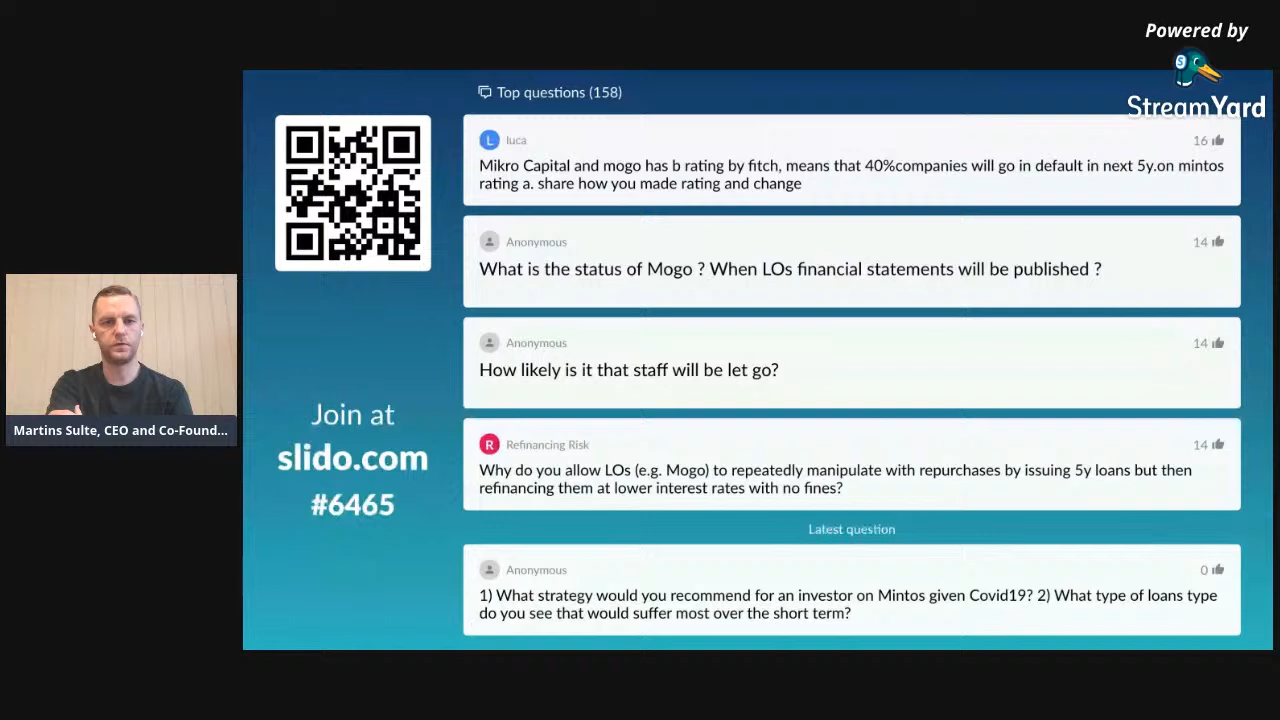 Powered by
StreamYard
Top questions (158)
L luca 16
Mikro Capital and mogo has b rating by fitch, means that 40%companies will go in default in next 5y.on mintos
rating a. share how you made rating and change
Anonymous 14
What is the status of Mogo ? When LOs financial statements will be published ?
Anonymous 14
How likely is it that staff will be let go?
R Refinancing Risk 14
Why do you allow LOs (e.g. Mogo) to repeatedly manipulate with repurchases by issuing 5y loans but then
refinancing them at lower interest rates with no fines?
Latest question
Anonymous 0
1) What strategy would you recommend for an investor on Mintos given Covid19? 2) What type of loans type
do you see that would suffer most over the short term?
Join at
slido.com
#6465
Martins Sulte, CEO and Co-Found...